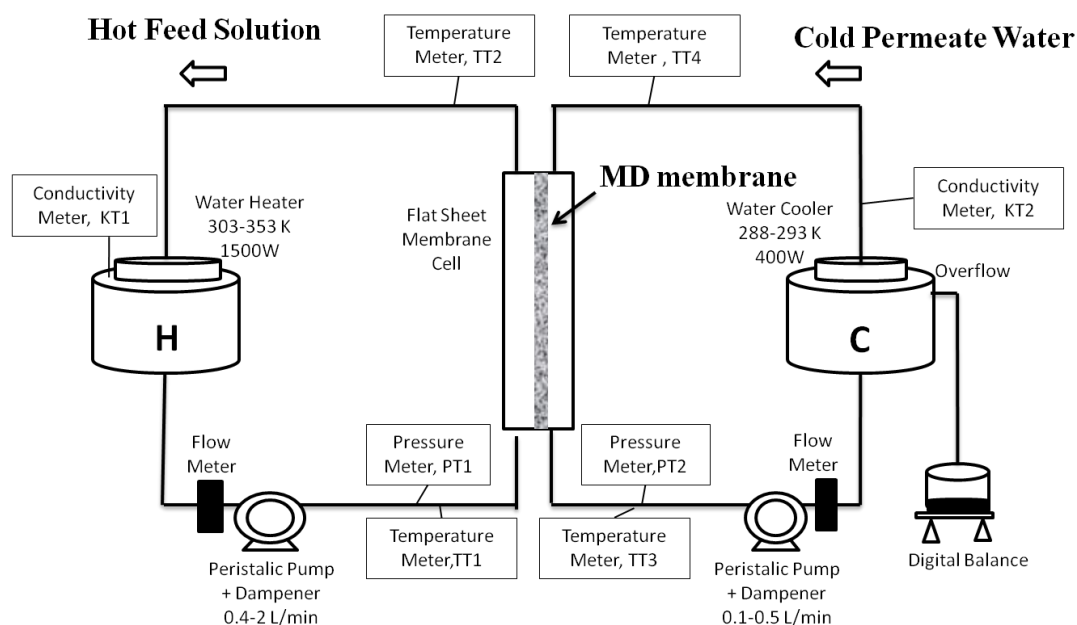 Hot Feed Solution
Temperature
Meter, TT2
Temperature
Meter , TT4
Cold Permeate Water
Conductivity
Meter, KT1
Water Heater
303-353 K
1500W
Flat Sheet
Membrane
Cell
MD membrane
Water Cooler
288-293 K
400W
Conductivity
Meter, KT2
Overflow
H
C
Flow
Meter
Pressure
Meter, PT1
Pressure
Meter,PT2
Flow
Meter
Temperature
Meter,TT1
Temperature
Meter, TT3
Digital Balance
Peristalic Pump
+ Dampener
0.4-2 L/min
Peristalic Pump
+ Dampener
0.1-0.5 L/min